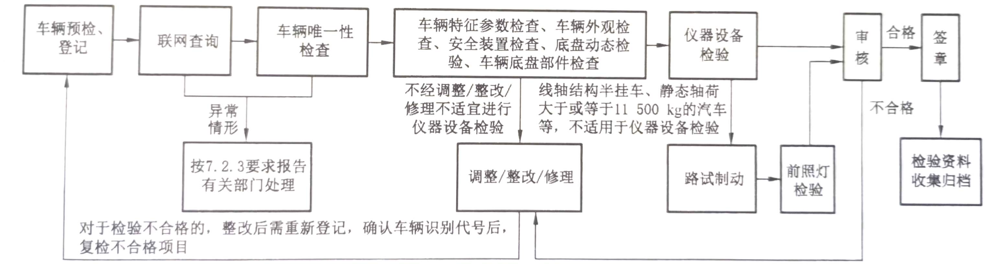 车辆预检、
登记
联网查询
车辆唯一性
检查
车辆特征参数检查、车辆外观检
查、安全装置检查、底盘动态检
验、车辆底盘部件检查
仪器设备
检验
审
核
合格
签
章
异常
情形
不经调整/整改/
修理不适宜进行
仪器设备检验
线轴结构半挂车、静态轴荷
大于或等于11 500 kg的汽车
等，不适用于仪器设备检验
不合格
按7.2.3要求报告
有关部门处理
调整/整改/修理
路试制动
前照灯
检验
检验资料
收集归档
对于检验不合格的，整改后需重新登记，确认车辆识别代号后，
复检不合格项目